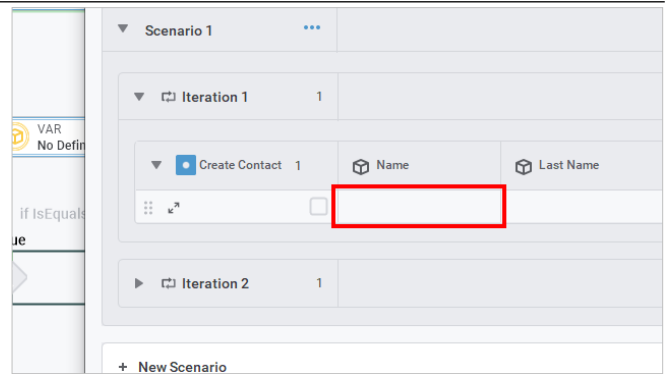 Scenario 1 •••
Iteration 1 1
VAR
No Defin
Create Contact 1 Name Last Name
if IsEquals
ue
Iteration 2 1
+ New Scenario